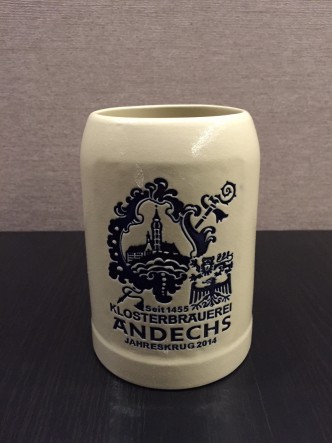 Seit 1455
KLOSTERBRAUEREI
ANDECHS
JAHRESKRUG 2014